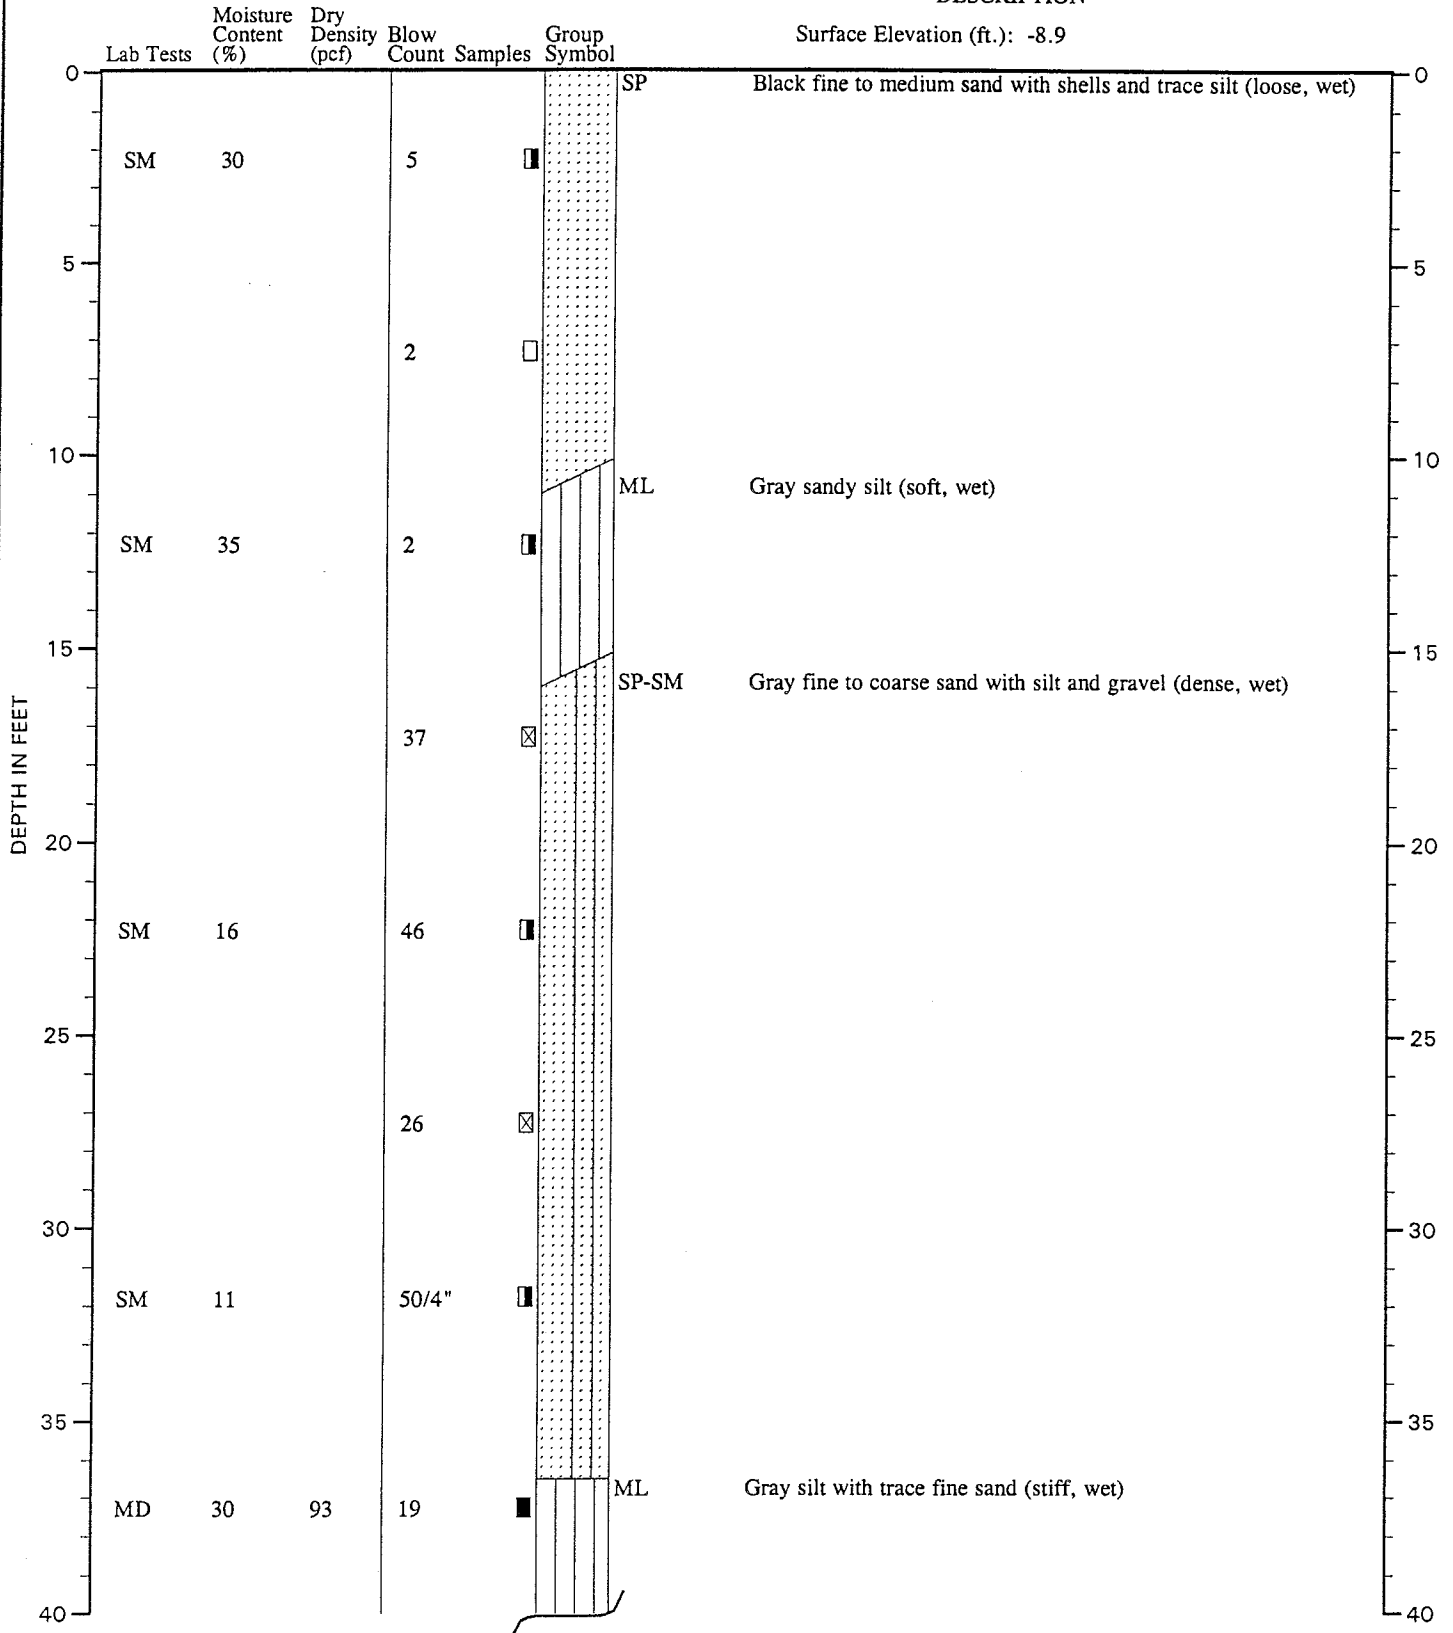 DESCRIPTION
Surface Elevation (ft.): -8.9
Lab Tests
Moisture
Content
(%)
Dry
Density
(pcf)
Blow
Count
Samples
Group
Symbol
0
SP
Black fine to medium sand with shells and trace silt (loose, wet)
0
SM 30 5
5
5
2
10
10
ML
Gray sandy silt (soft, wet)
SM 35 2
15
15
SP-SM
Gray fine to coarse sand with silt and gravel (dense, wet)
37
DEPTH IN FEET
20
20
SM 16 46
25
25
26
30
30
SM 11 50/4"
35
35
ML
Gray silt with trace fine sand (stiff, wet)
MD 30 93 19
40
40